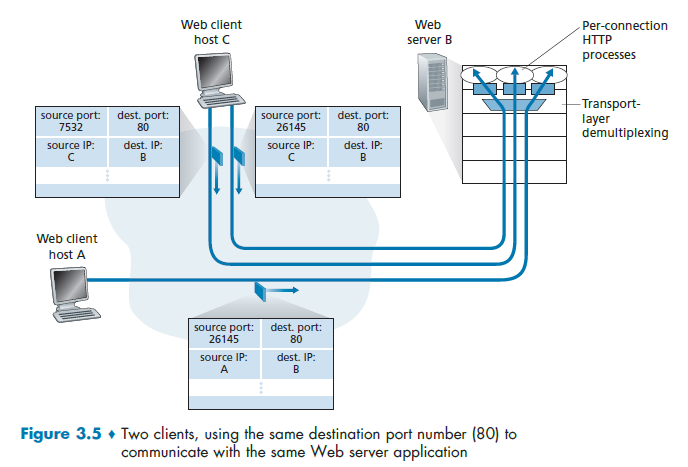 Web client
host C
Web
server B
Per-connection
HTTP
processes
Transport-
layer
demultiplexing
source port:
7532
dest. port:
80
source IP:
C
dest. IP:
B
source port:
26145
dest. port:
80
source IP:
C
dest. IP:
B
Web client
host A
source port:
26145
dest. port:
80
source IP:
A
dest. IP:
B
Figure 3.5 ♦ Two clients, using the same destination port number (80) to
communicate with the same Web server application